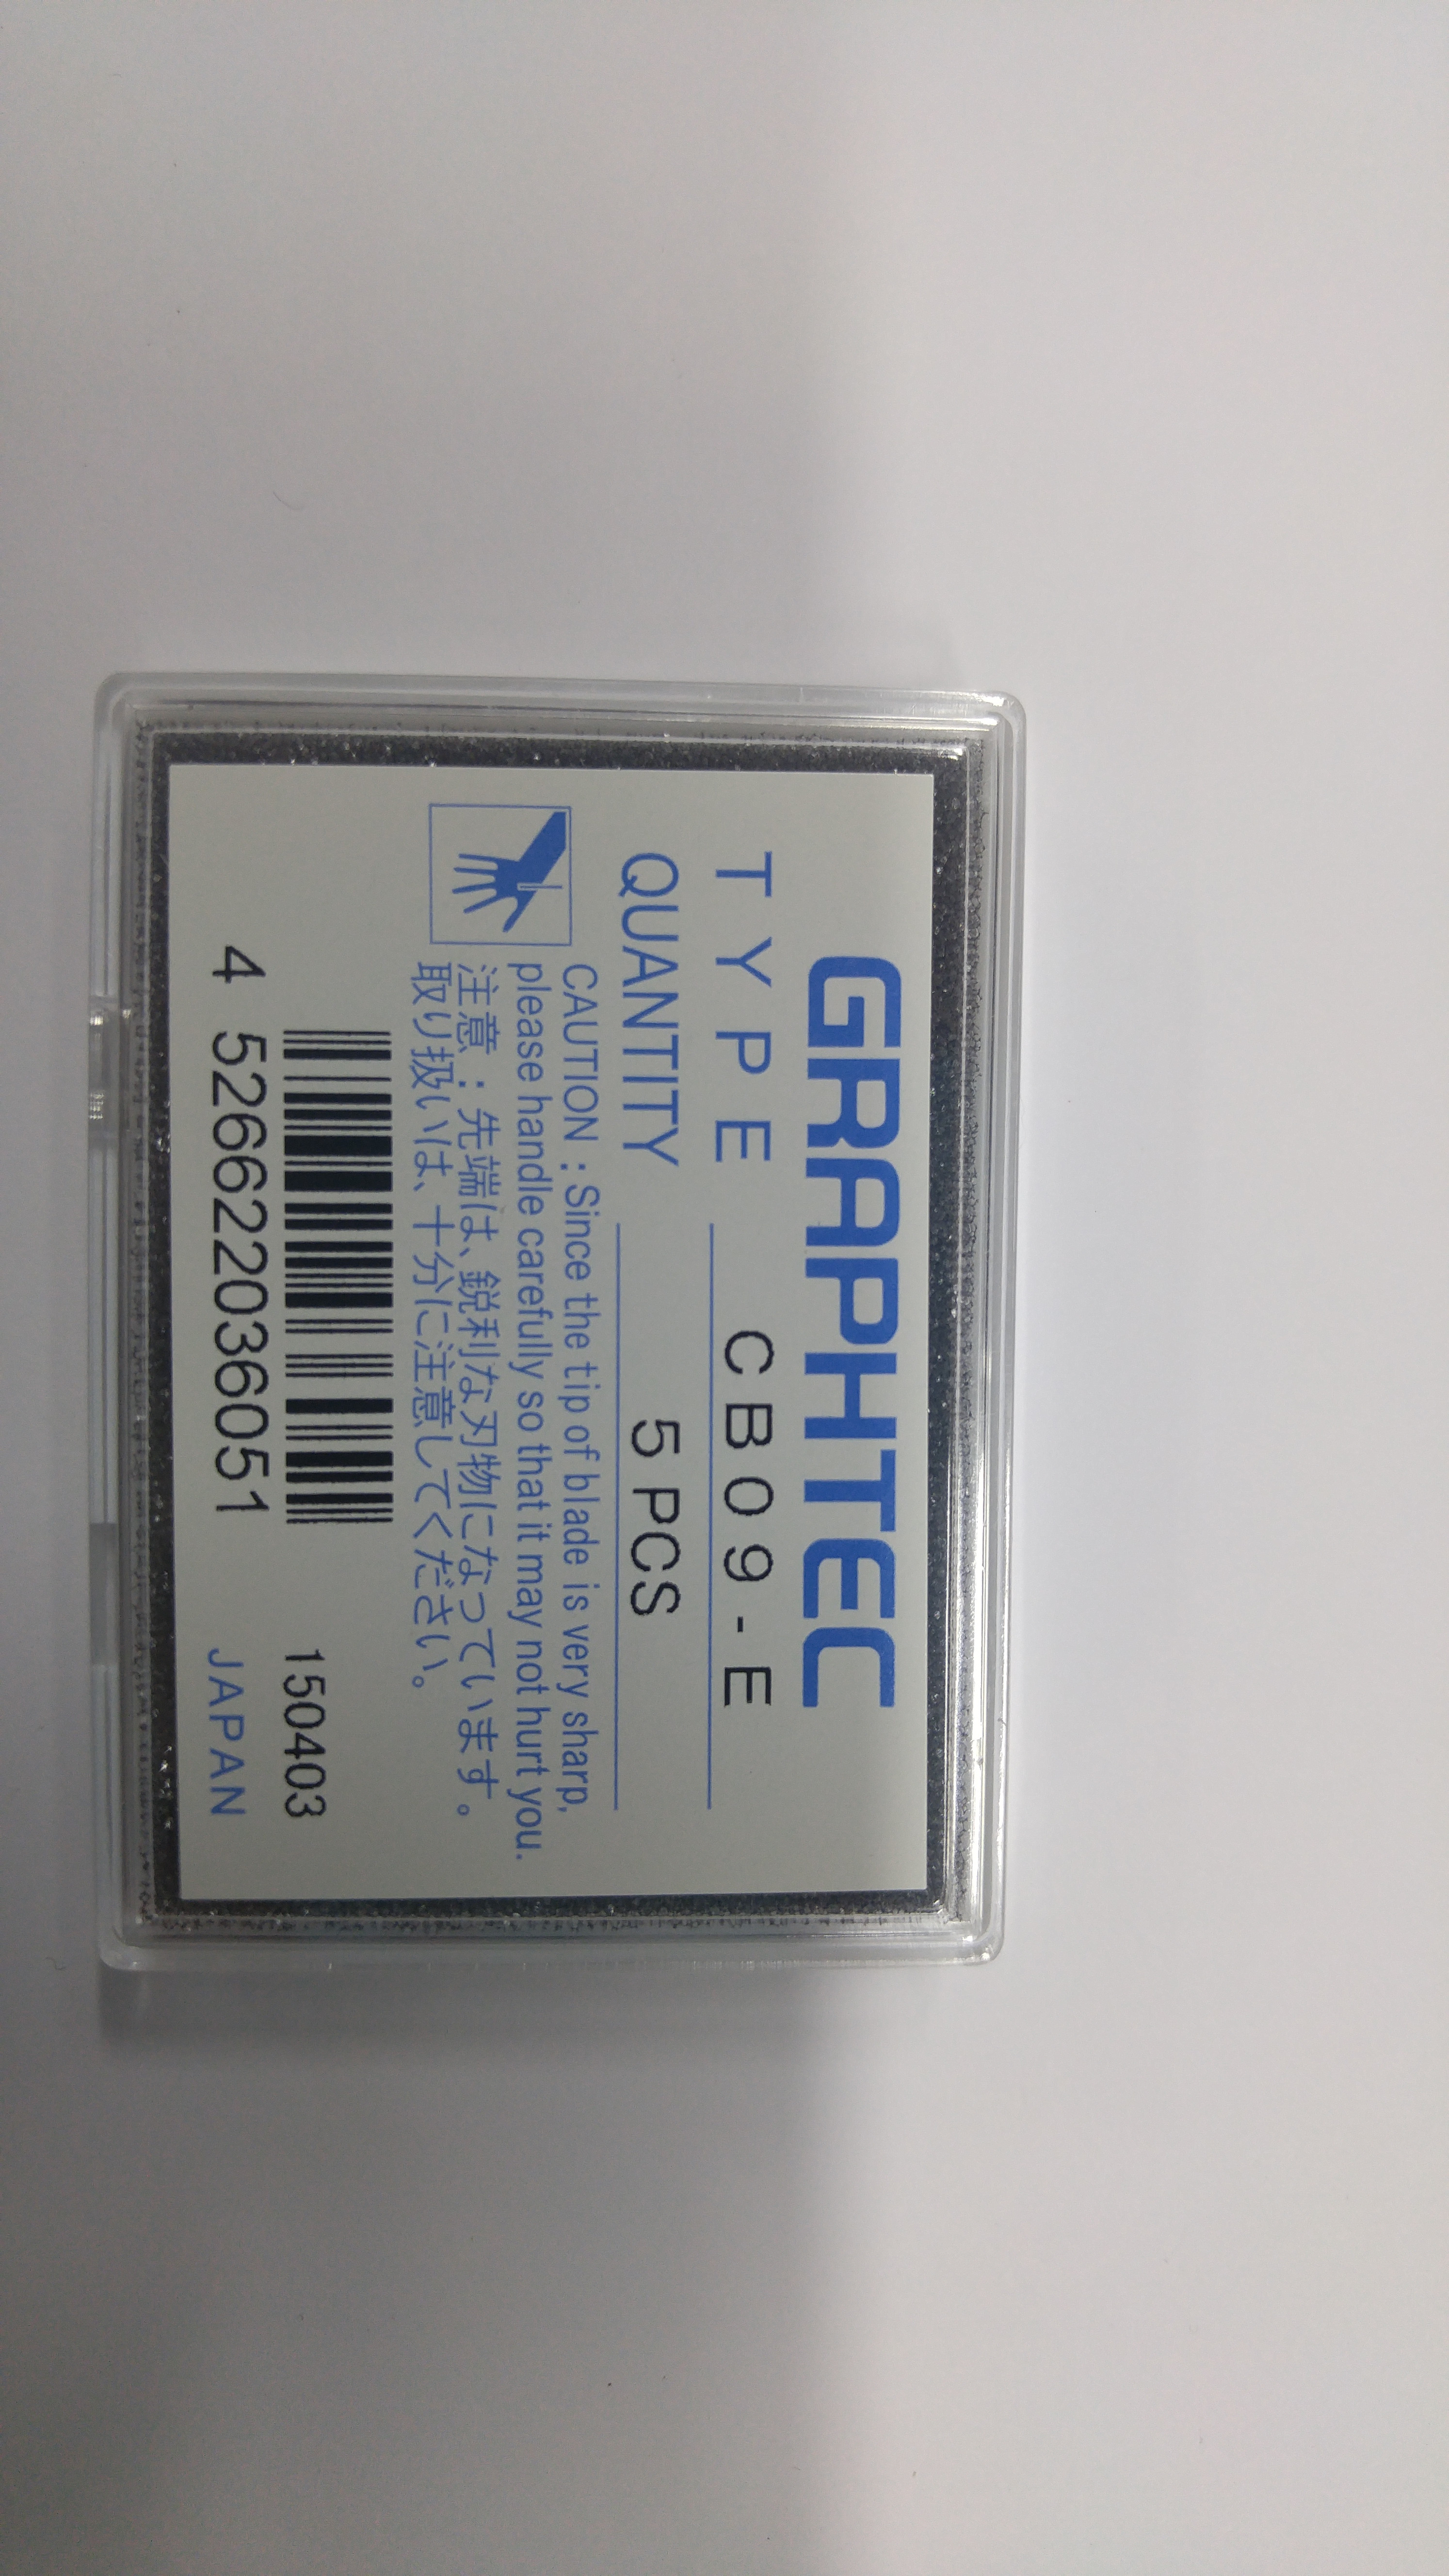 GRAPHTEC
TYPE CB09-E
QUANTITY 5 PCS
CAUTION : Since the tip of blade is very sharp,
please handle carefully so that it may not hurt you.
注意：先端は、鋭利な刃物になっています。
取り扱いは、十分に注意してください。
150403
4 526622036051 JAPAN